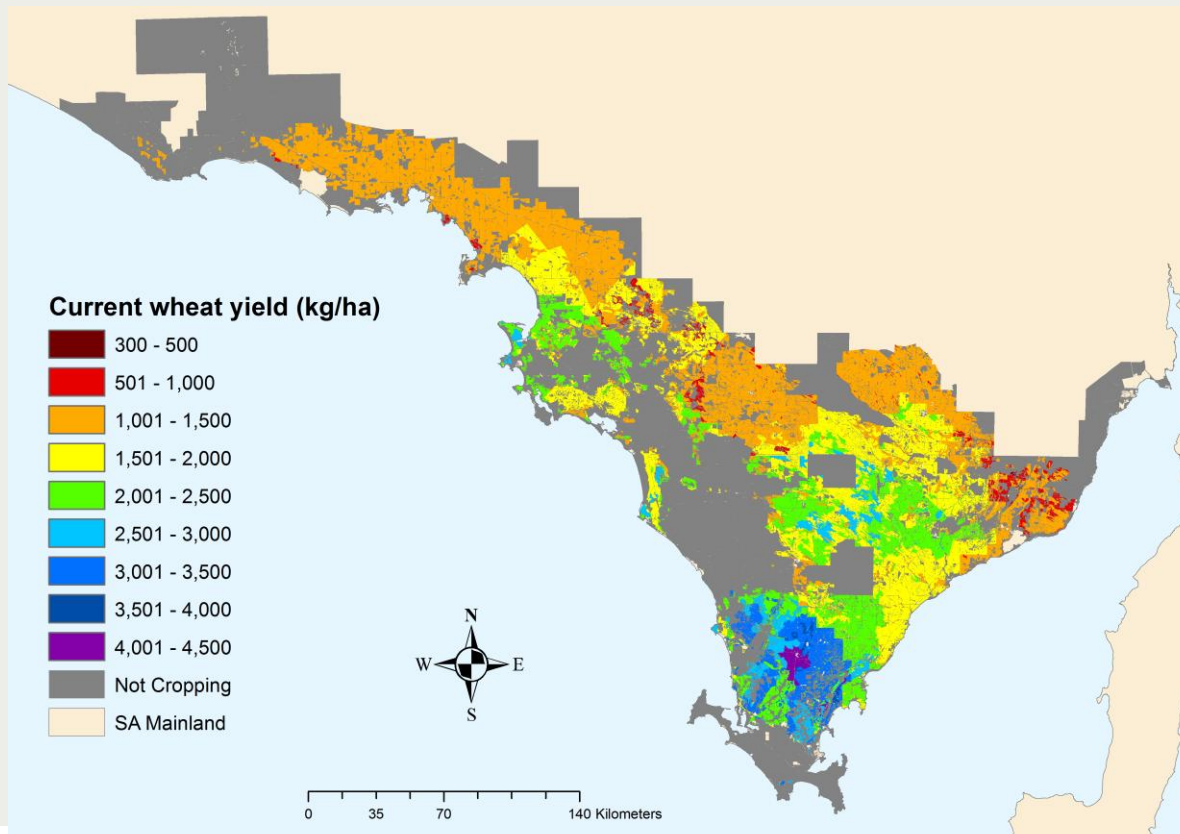 Current wheat yield (kg/ha)
300 - 500
501 - 1,000
1,001 - 1,500
1,501 - 2,000
2,001 - 2,500
2,501 - 3,000
3,001 - 3,500
3,501 - 4,000
4,001 - 4,500
Not Cropping
SA Mainland
N
W E
S
0 35 70 140 Kilometers